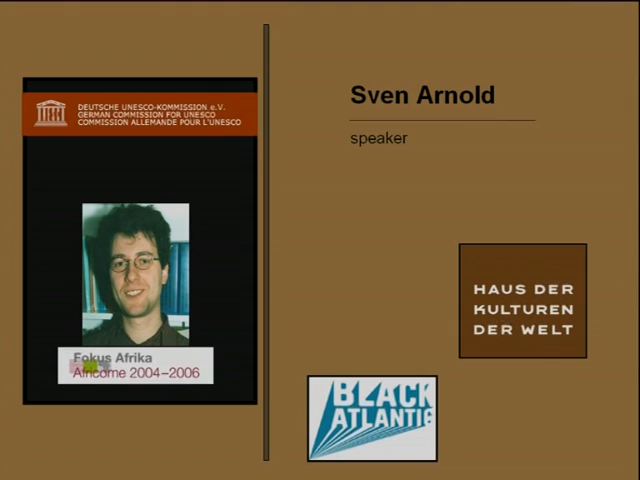 DEUTSCHE UNESCO-KOMMISSION e.V.
GERMAN COMMISSION FOR UNESCO
COMMISSION ALLEMANDE POUR L'UNESCO
Fokus Afrika
Africome 2004–2006
Sven Arnold
speaker
HAUS DER
KULTUREN
DER WELT
BLACK
ATLANTIC